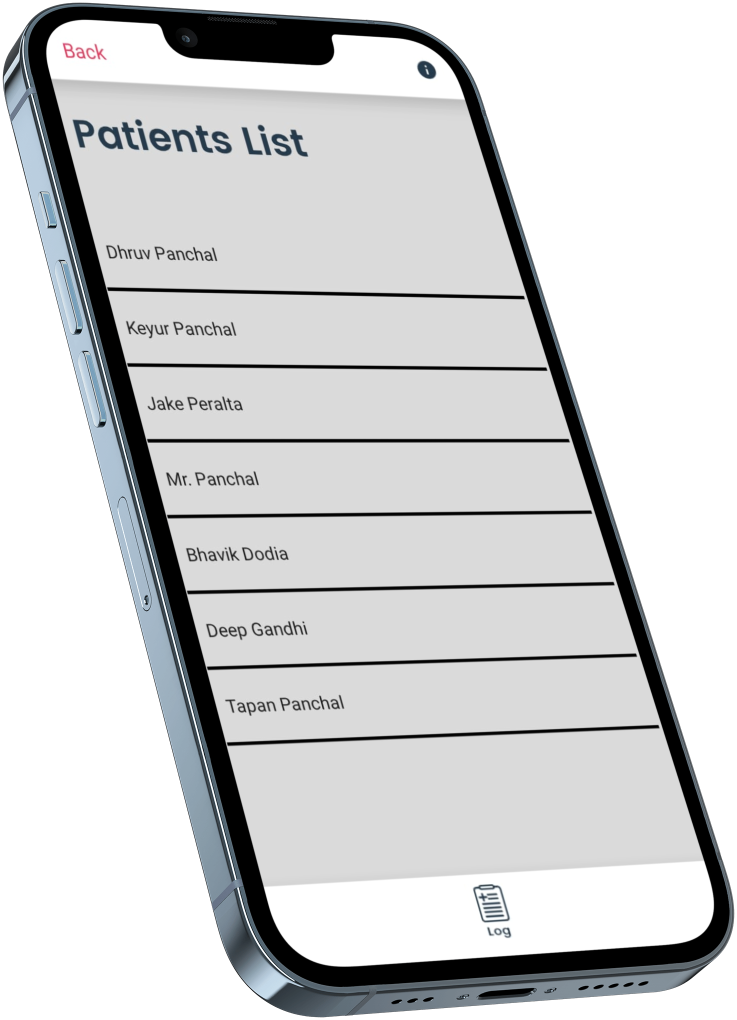 Back
Patients List
Dhruv Panchal
Keyur Panchal
Jake Peralta
Mr. Panchal
Bhavik Dodia
Deep Gandhi
Tapan Panchal
Log